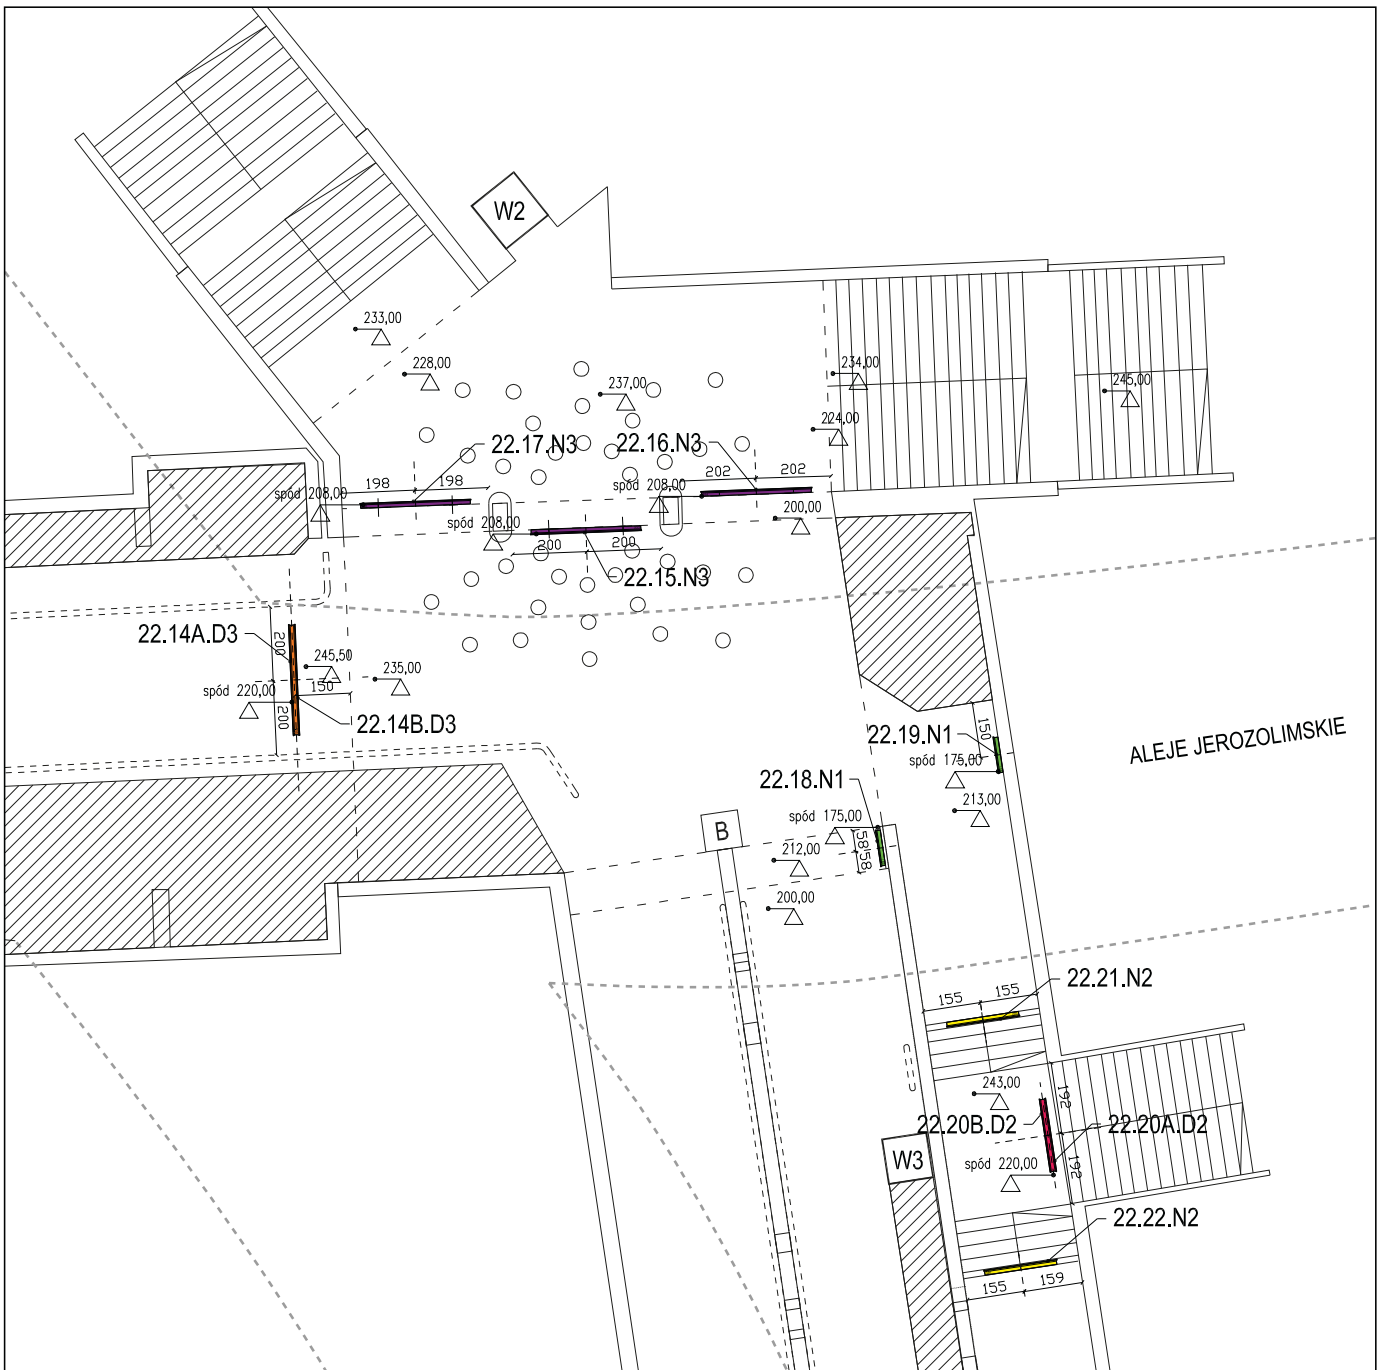 W2
233,00
228,00
237,00
234,00
245,00
224,00
22.17.N3
22.16.N3
198
198
202
202
spód 208,00
spód 208,00
spód 208,00
200,00
200
200
22.15.N3
22.14A.D3
200
245,50
235,00
spód 220,00
150
200
22.14B.D3
22.19.N1
150
ALEJE JEROZOLIMSKIE
spód 175,00
22.18.N1
213,00
spód 175,00
B
58
58
212,00
200,00
22.21.N2
155
155
243,00
192
22.20B.D2
22.20A.D2
W3
spód 220,00
192
22.22.N2
155
159